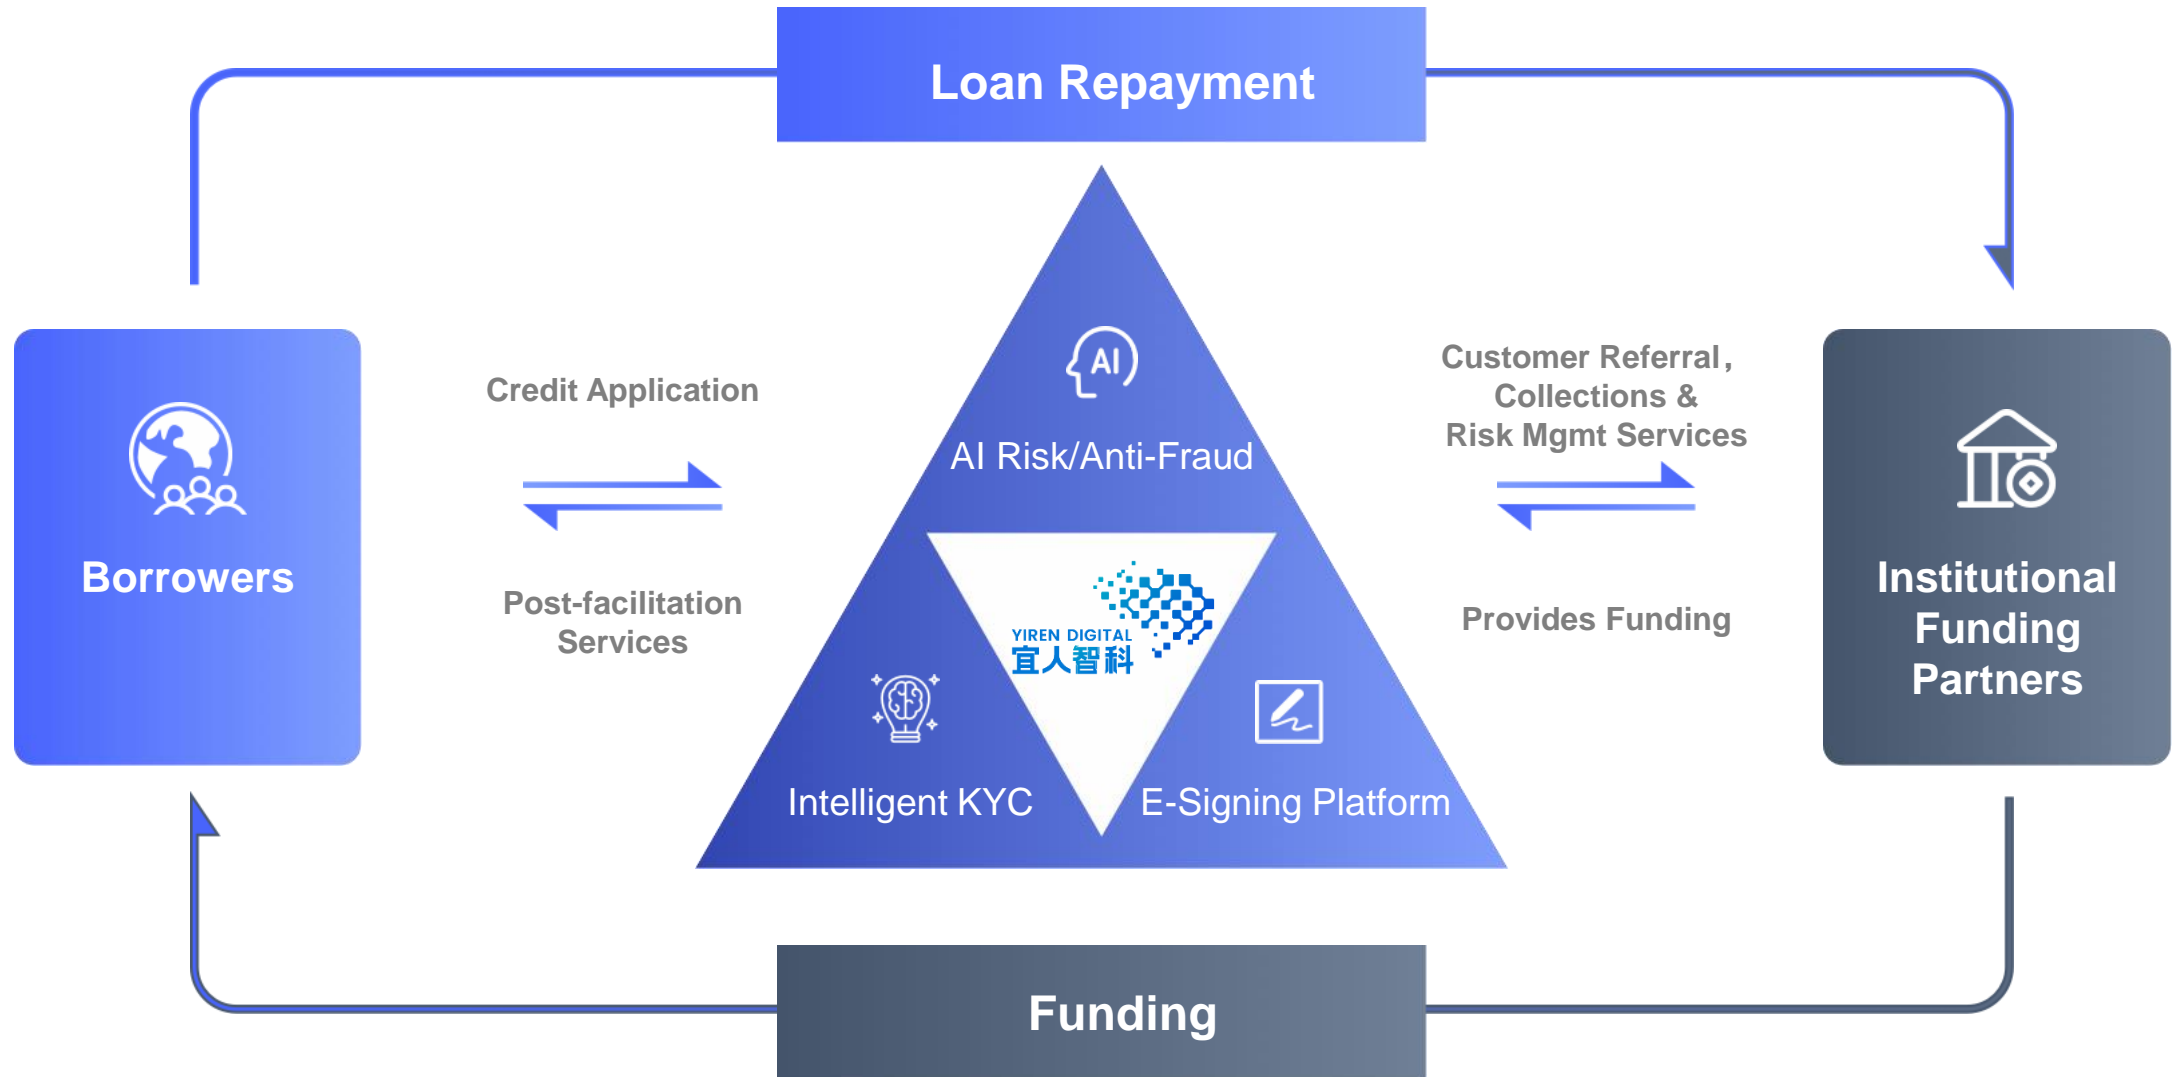 Loan Repayment
Credit Application
Customer Referral，
Collections &
Risk Mgmt Services
AI
AI Risk/Anti-Fraud
Borrowers
Post-facilitation
Services
YIREN DIGITAL
宜人智科
Provides Funding
Institutional
Funding
Partners
Intelligent KYC
E-Signing Platform
Funding